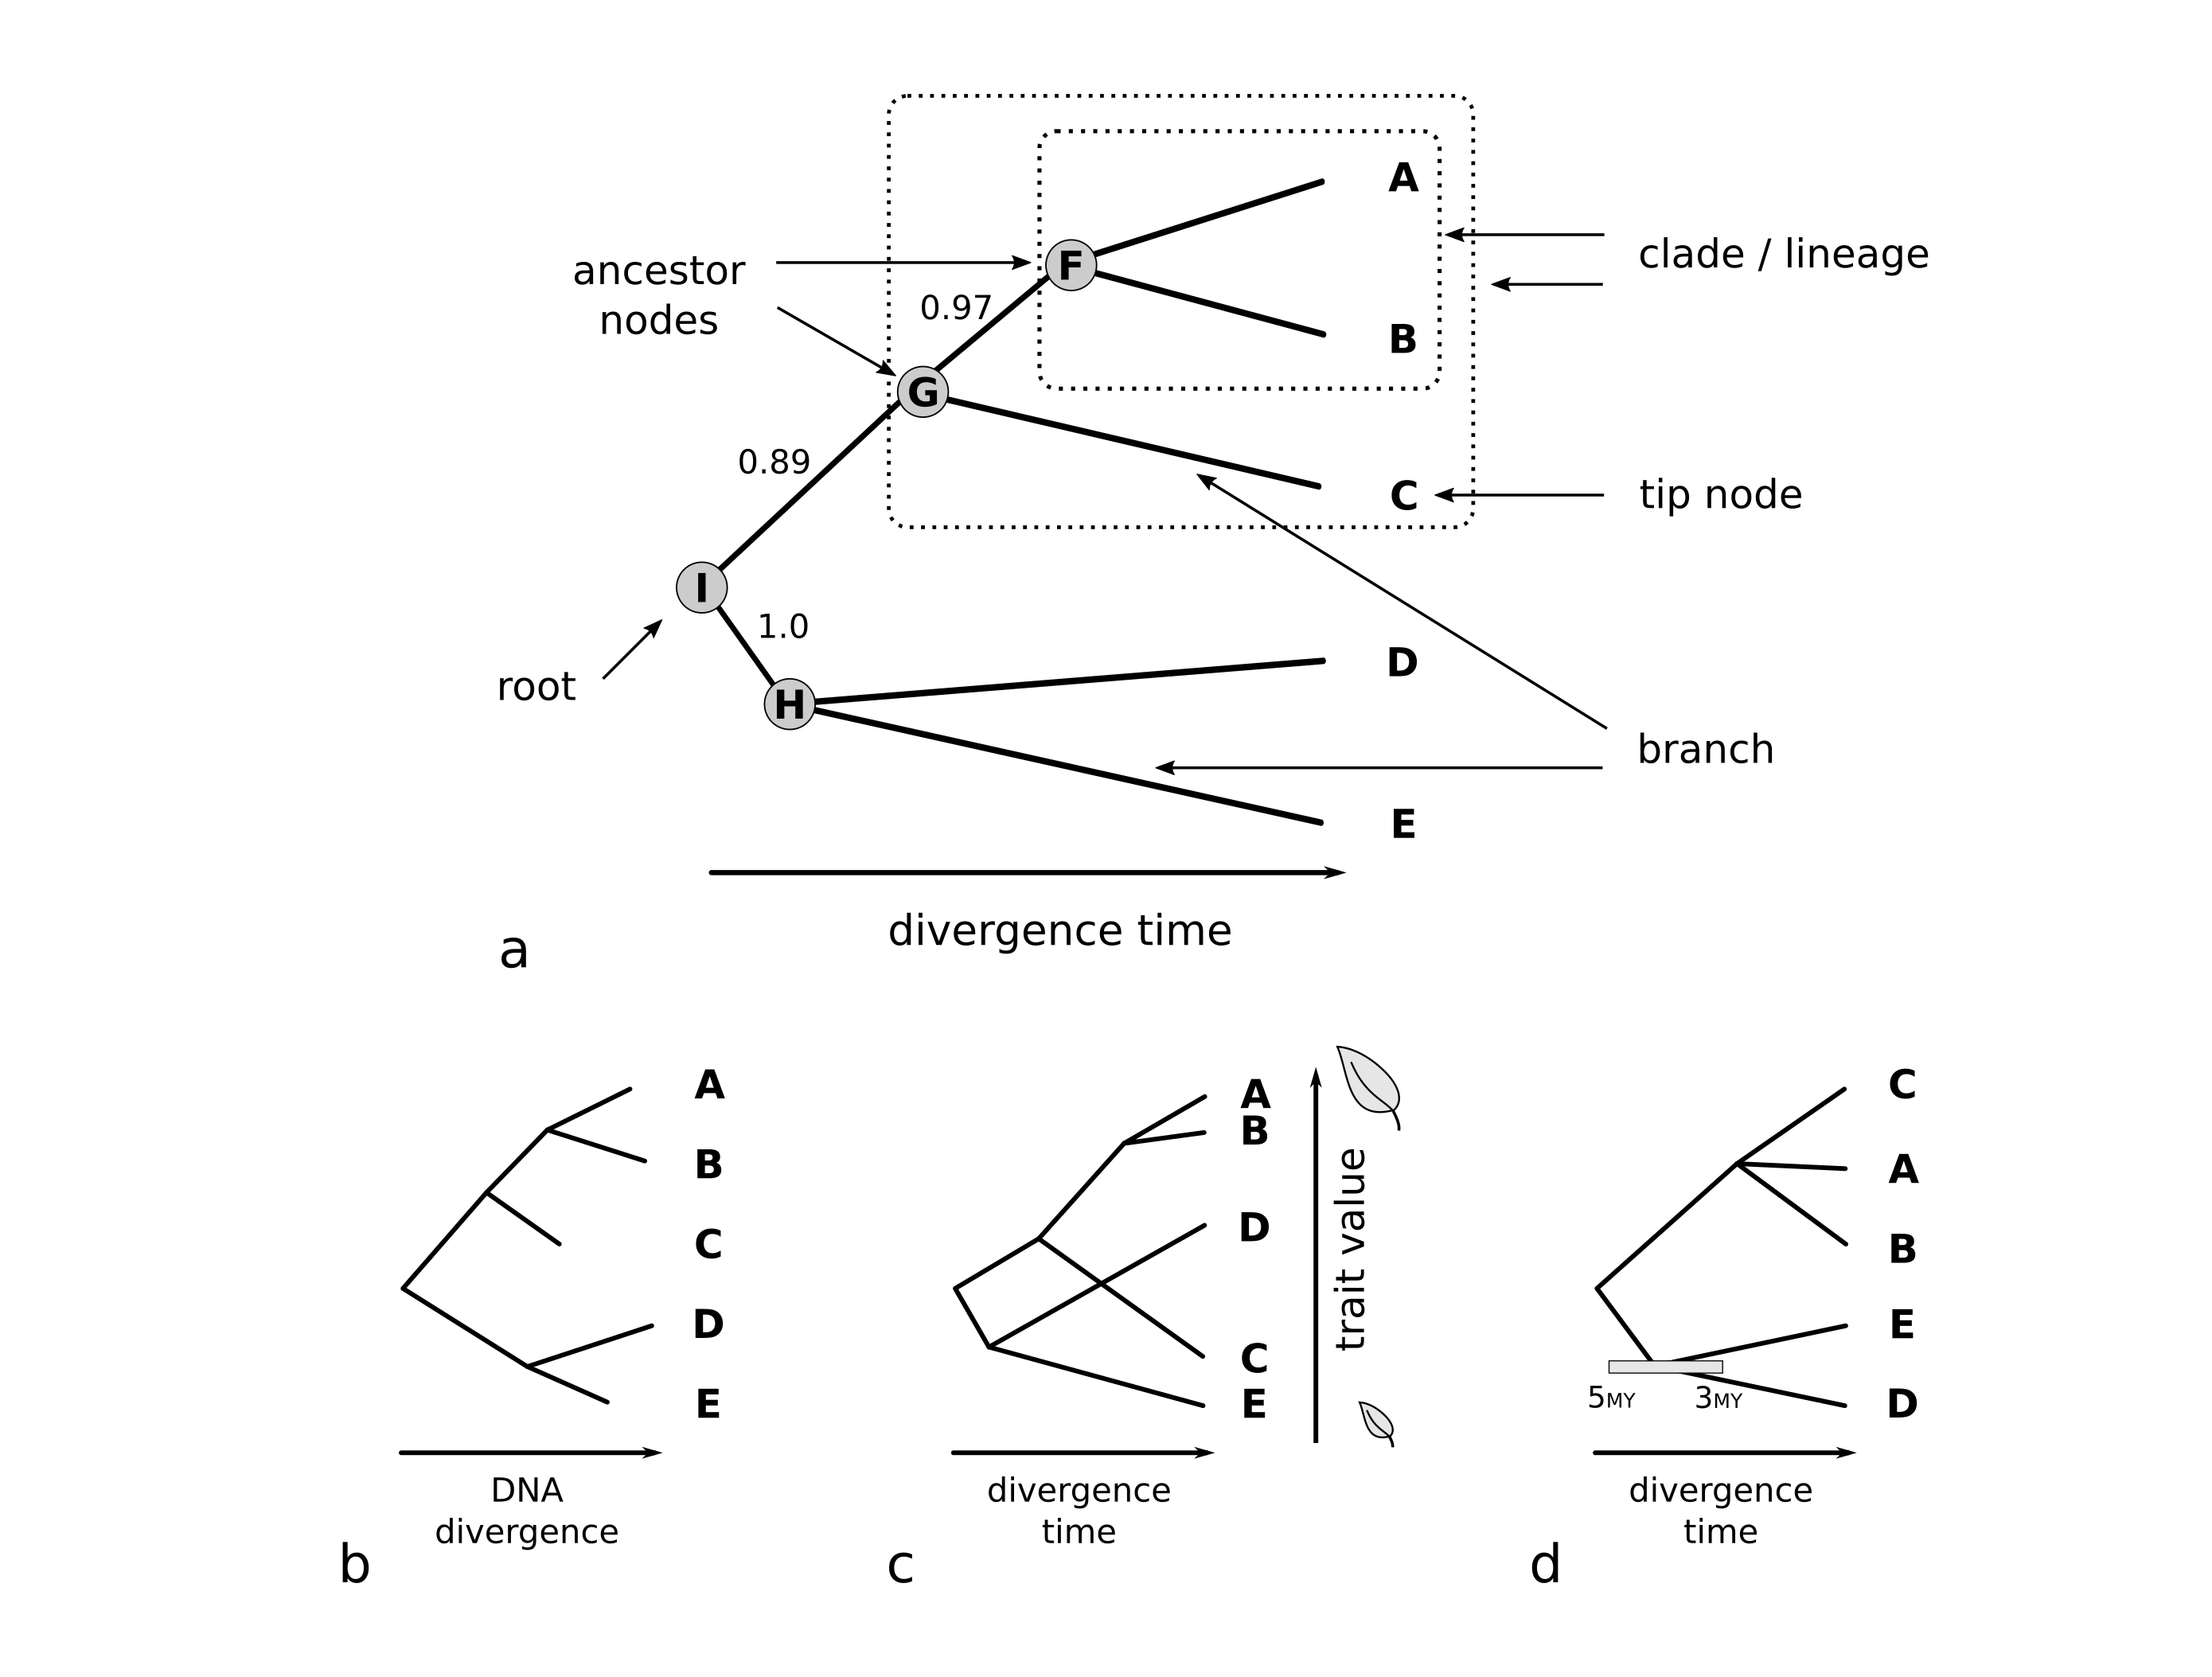 A
clade / lineage
ancestor
nodes
F
0.97
B
G
0.89
C
tip node
I
1.0
root
D
H
branch
E
divergence time
a
A
B
C
D
E
DNA
divergence
b
A
B
D
C
E
trait value
divergence
time
c
C
A
B
E
D
5MY
3MY
divergence
time
d